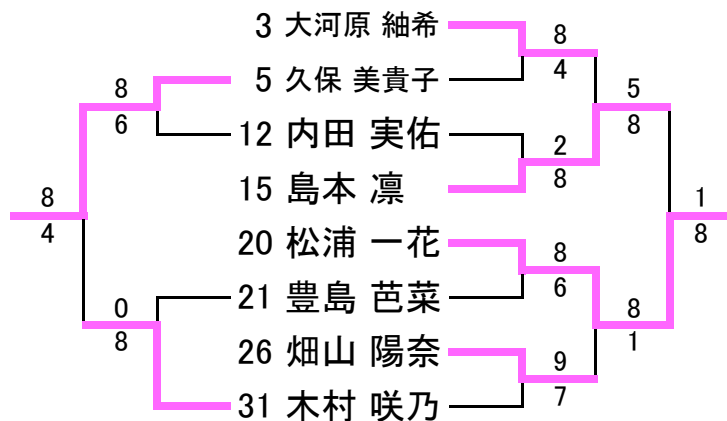 3 大河原 紬希
8
4
8
6
5 久保 美貴子
5
8
12 内田 実佑
2
8
15 島本 凛
8
4
1
8
20 松浦 一花
8
6
21 豊島 芭菜
0
8
8
1
26 畑山 陽奈
9
7
31 木村 咲乃